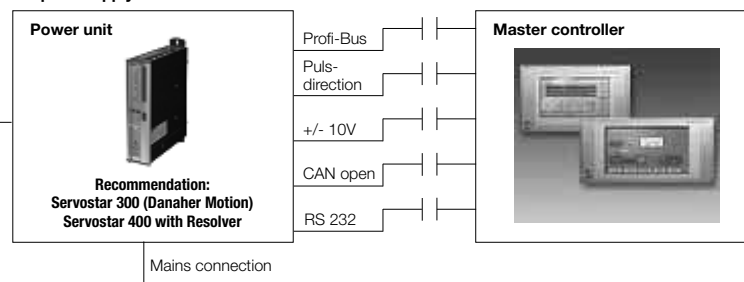 Power unit
Master controller
Profi-Bus
Puls-
direction
+/- 10V
CAN open
RS 232
Recommendation:
Servostar 300 (Danaher Motion)
Servostar 400 with Resolver
Mains connection